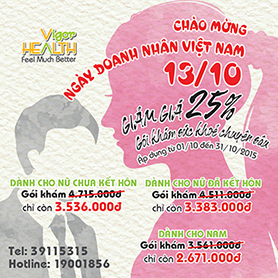 Vigor
HEALTH
Feel Much Better
CHÀO MỪNG
NGÀY DOANH NHÂN VIỆT NAM
13/10
GIẢM GIÁ 25%
Gói khám sức khoẻ chuyên sâu
Áp dụng từ 01/10 đến 31/10/2015
DÀNH CHO NỮ CHƯA KẾT HÔN
Gói khám 4.715.000đ
chỉ còn 3.536.000đ
DÀNH CHO NỮ ĐÃ KẾT HÔN
Gói khám 4.511.000đ
chỉ còn 3.383.000đ
DÀNH CHO NAM
Gói khám 3.561.000đ
chỉ còn 2.671.000đ
Tel: 39115315
Hotline: 19001856